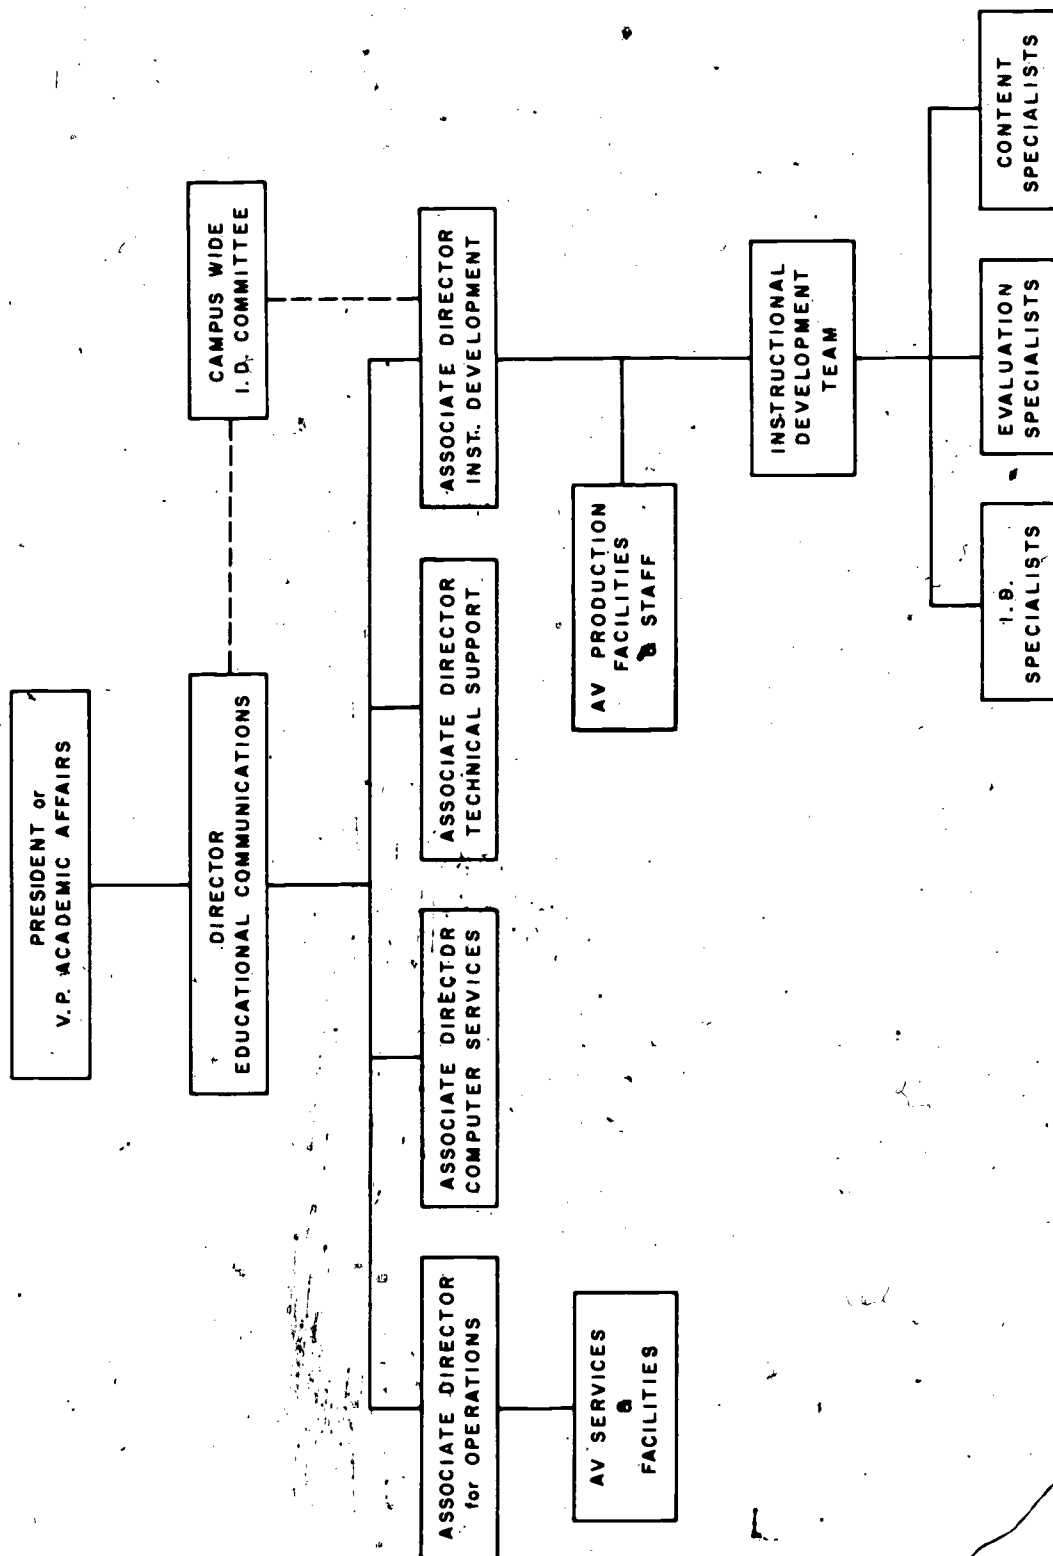 PRESIDENT or
V.P. ACADEMIC AFFAIRS
DIRECTOR
EDUCATIONAL COMMUNICATIONS
CAMPUS WIDE
I.D. COMMITTEE
ASSOCIATE DIRECTOR
for OPERATIONS
ASSOCIATE DIRECTOR
COMPUTER SERVICES
ASSOCIATE DIRECTOR
TECHNICAL SUPPORT
ASSOCIATE DIRECTOR
INST. DEVELOPMENT
AV SERVICES
&
FACILITIES
AV PRODUCTION
FACILITIES
& STAFF
INSTRUCTIONAL
DEVELOPMENT
TEAM
I.D.
SPECIALISTS
EVALUATION
SPECIALISTS
CONTENT
SPECIALISTS